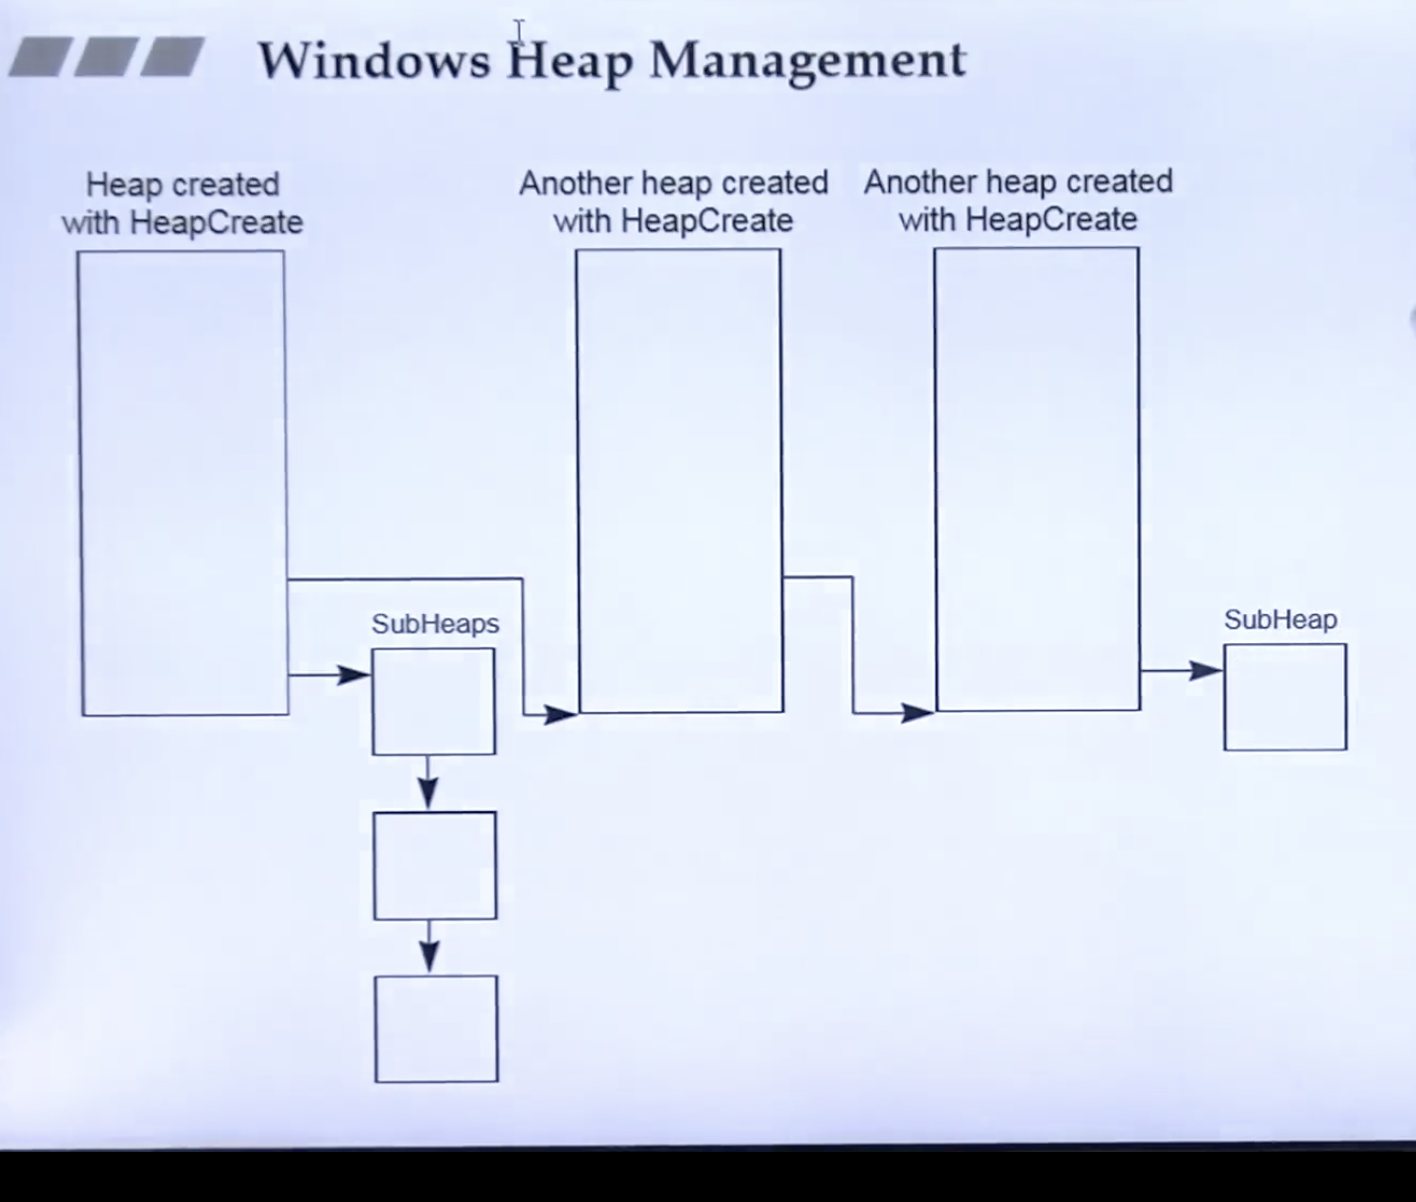 Windows Heap Management
Heap created
with HeapCreate
Another heap created
with HeapCreate
Another heap created
with HeapCreate
SubHeaps
SubHeap